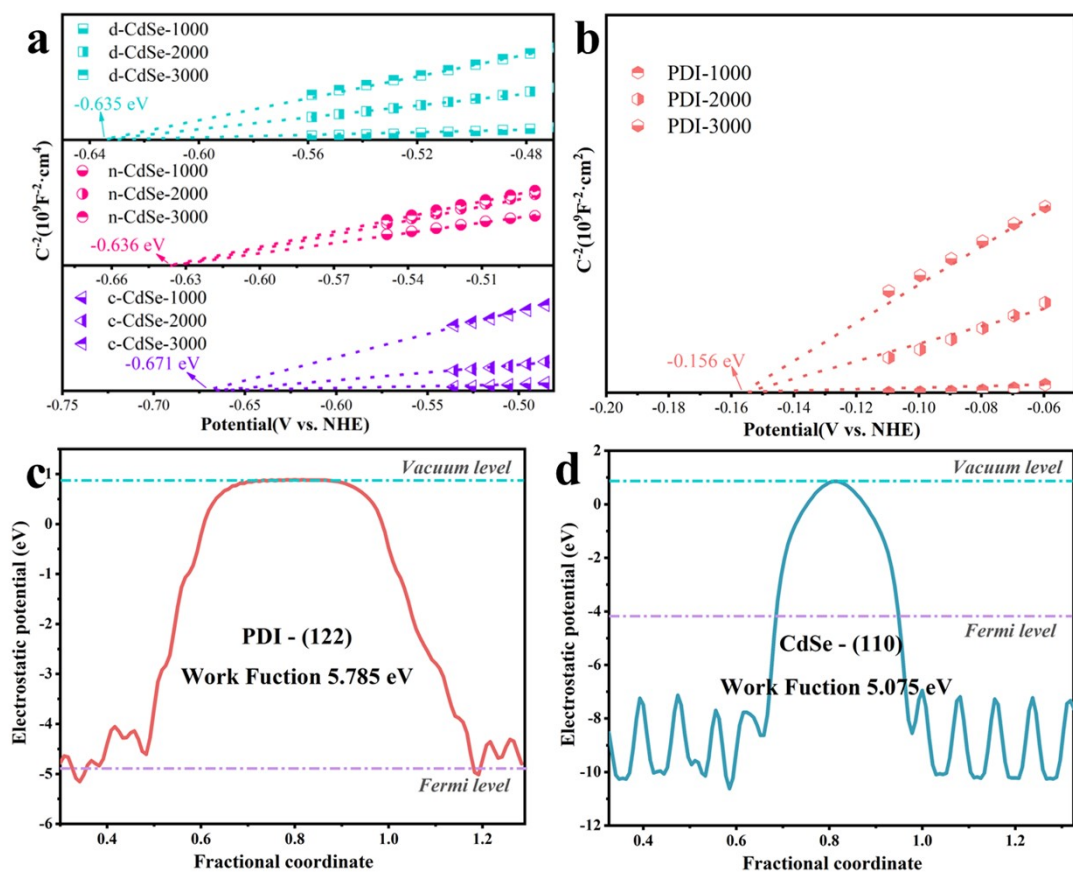 a
d-CdSe-1000
d-CdSe-2000
d-CdSe-3000
-0.635 eV
-0.64 -0.60 -0.56 -0.52 -0.48
n-CdSe-1000
n-CdSe-2000
n-CdSe-3000
-0.636 eV
-0.66 -0.63 -0.60 -0.57 -0.54 -0.51
c-CdSe-1000
c-CdSe-2000
c-CdSe-3000
-0.671 eV
-0.75 -0.70 -0.65 -0.60 -0.55 -0.50
Potential(V vs. NHE)
C⁻²(10⁹F⁻²·cm⁴)
b
PDI-1000
PDI-2000
PDI-3000
-0.156 eV
-0.20 -0.18 -0.16 -0.14 -0.12 -0.10 -0.08 -0.06
Potential(V vs. NHE)
C⁻²(10⁹F⁻²·cm²)
c
Vacuum level
PDI - (122)
Work Fuction 5.785 eV
Fermi level
1
0
-1
-2
-3
-4
-5
-6
0.4 0.6 0.8 1.0 1.2
Fractional coordinate
Electrostatic potential (eV)
d
Vacuum level
Fermi level
CdSe - (110)
Work Fuction 5.075 eV
2
0
-2
-4
-6
-8
-10
-12
0.4 0.6 0.8 1.0 1.2
Fractional coordinate
Electrostatic potential (eV)